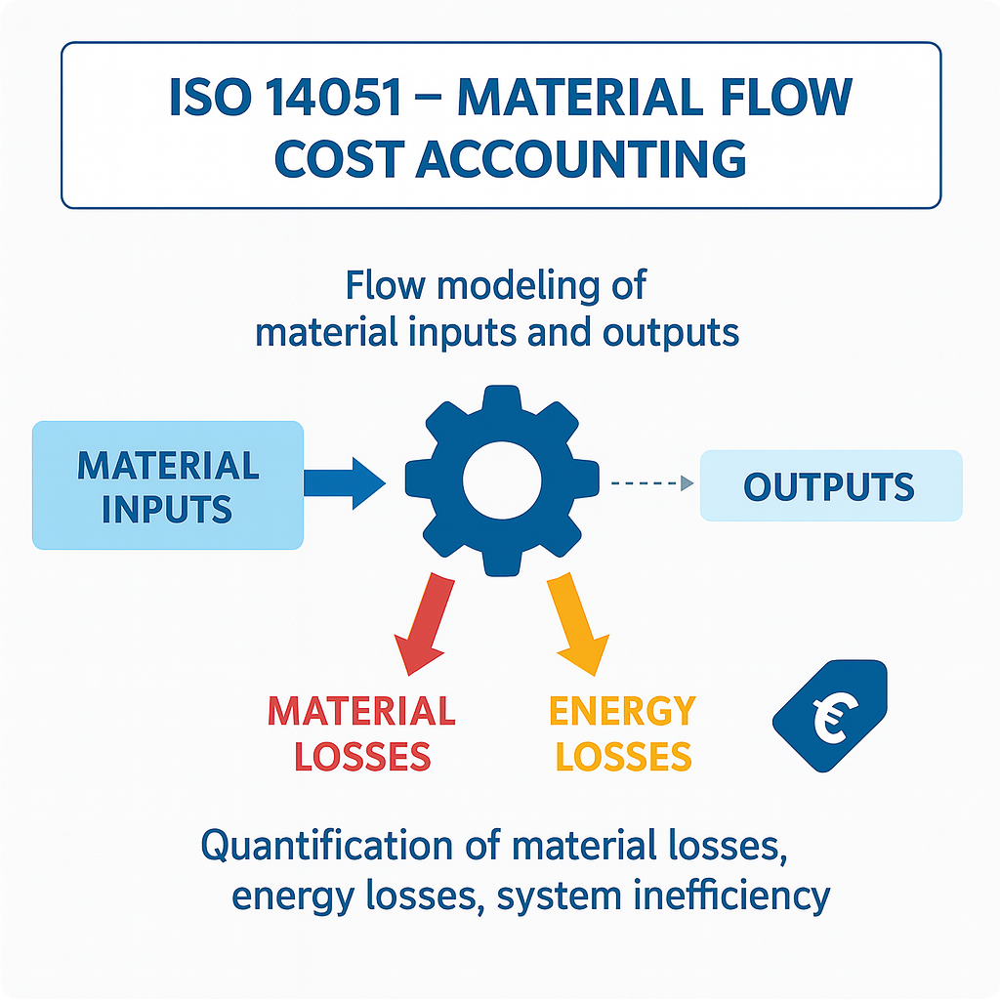 ISO 14051 – MATERIAL FLOW
COST ACCOUNTING
Flow modeling of
material inputs and outputs
MATERIAL
INPUTS
OUTPUTS
MATERIAL
LOSSES
ENERGY
LOSSES
€
Quantification of material losses,
energy losses, system inefficiency